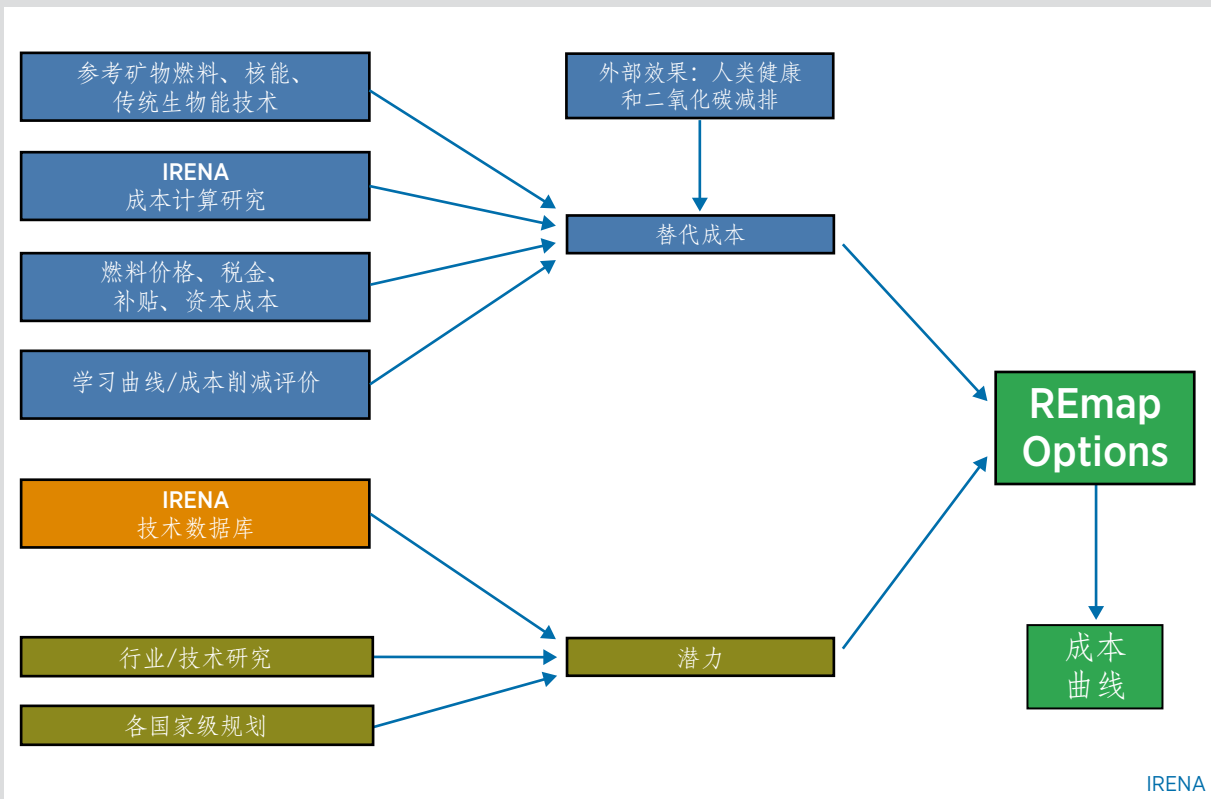 参考矿物燃料、核能、
传统生物能技术
外部效果：人类健康
和二氧化碳减排
IRENA
成本计算研究
替代成本
燃料价格、税金、
补贴、资本成本
学习曲线/成本削减评价
REmap
Options
IRENA
技术数据库
行业/技术研究
潜力
成本
曲线
各国家级规划
IRENA